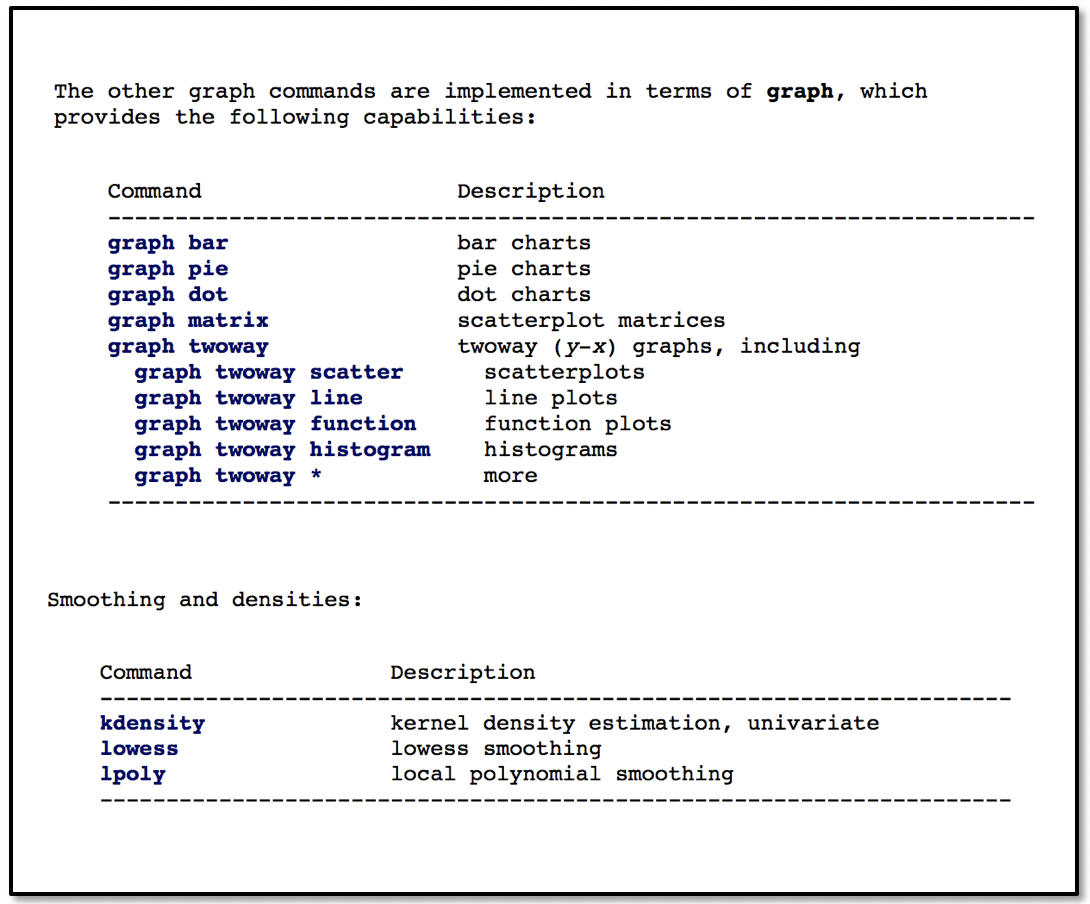 The other graph commands are implemented in terms of graph, which
provides the following capabilities:
Command Description
----------------------------------------------------------------------
graph bar bar charts
graph pie pie charts
graph dot dot charts
graph matrix scatterplot matrices
graph twoway twoway (y-x) graphs, including
graph twoway scatter scatterplots
graph twoway line line plots
graph twoway function function plots
graph twoway histogram histograms
graph twoway * more
----------------------------------------------------------------------
Smoothing and densities:
Command Description
----------------------------------------------------------------------
kdensity kernel density estimation, univariate
lowess lowess smoothing
lpoly local polynomial smoothing
----------------------------------------------------------------------